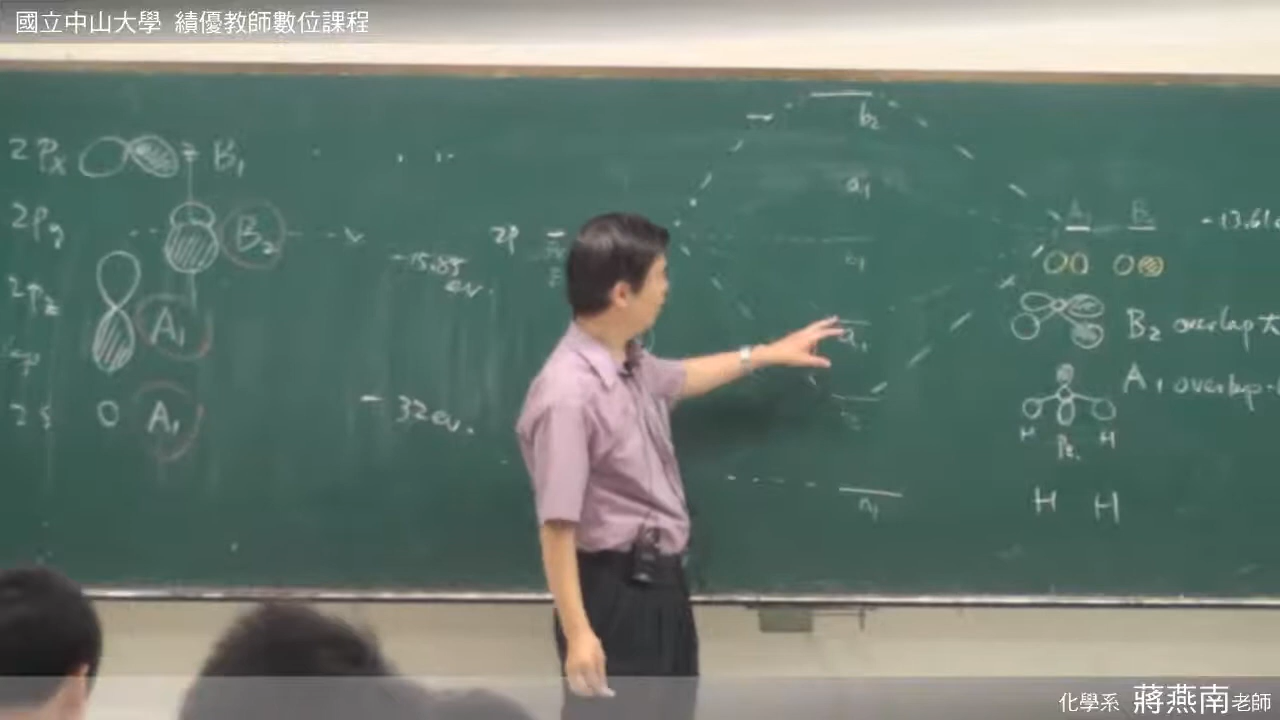 國立中山大學 績優教師數位課程
2Px B₁
2Py B₂
2Pz A₁
2s O A₁
-15.85 ev.
-32 ev.
2p
b₂
a₁
b₁
a₁
a₁
A₁ B₂ -13.61e
B₂ overlap 大
A₁ overlap
H H
Pz
H H
化學系 蔣燕南老師